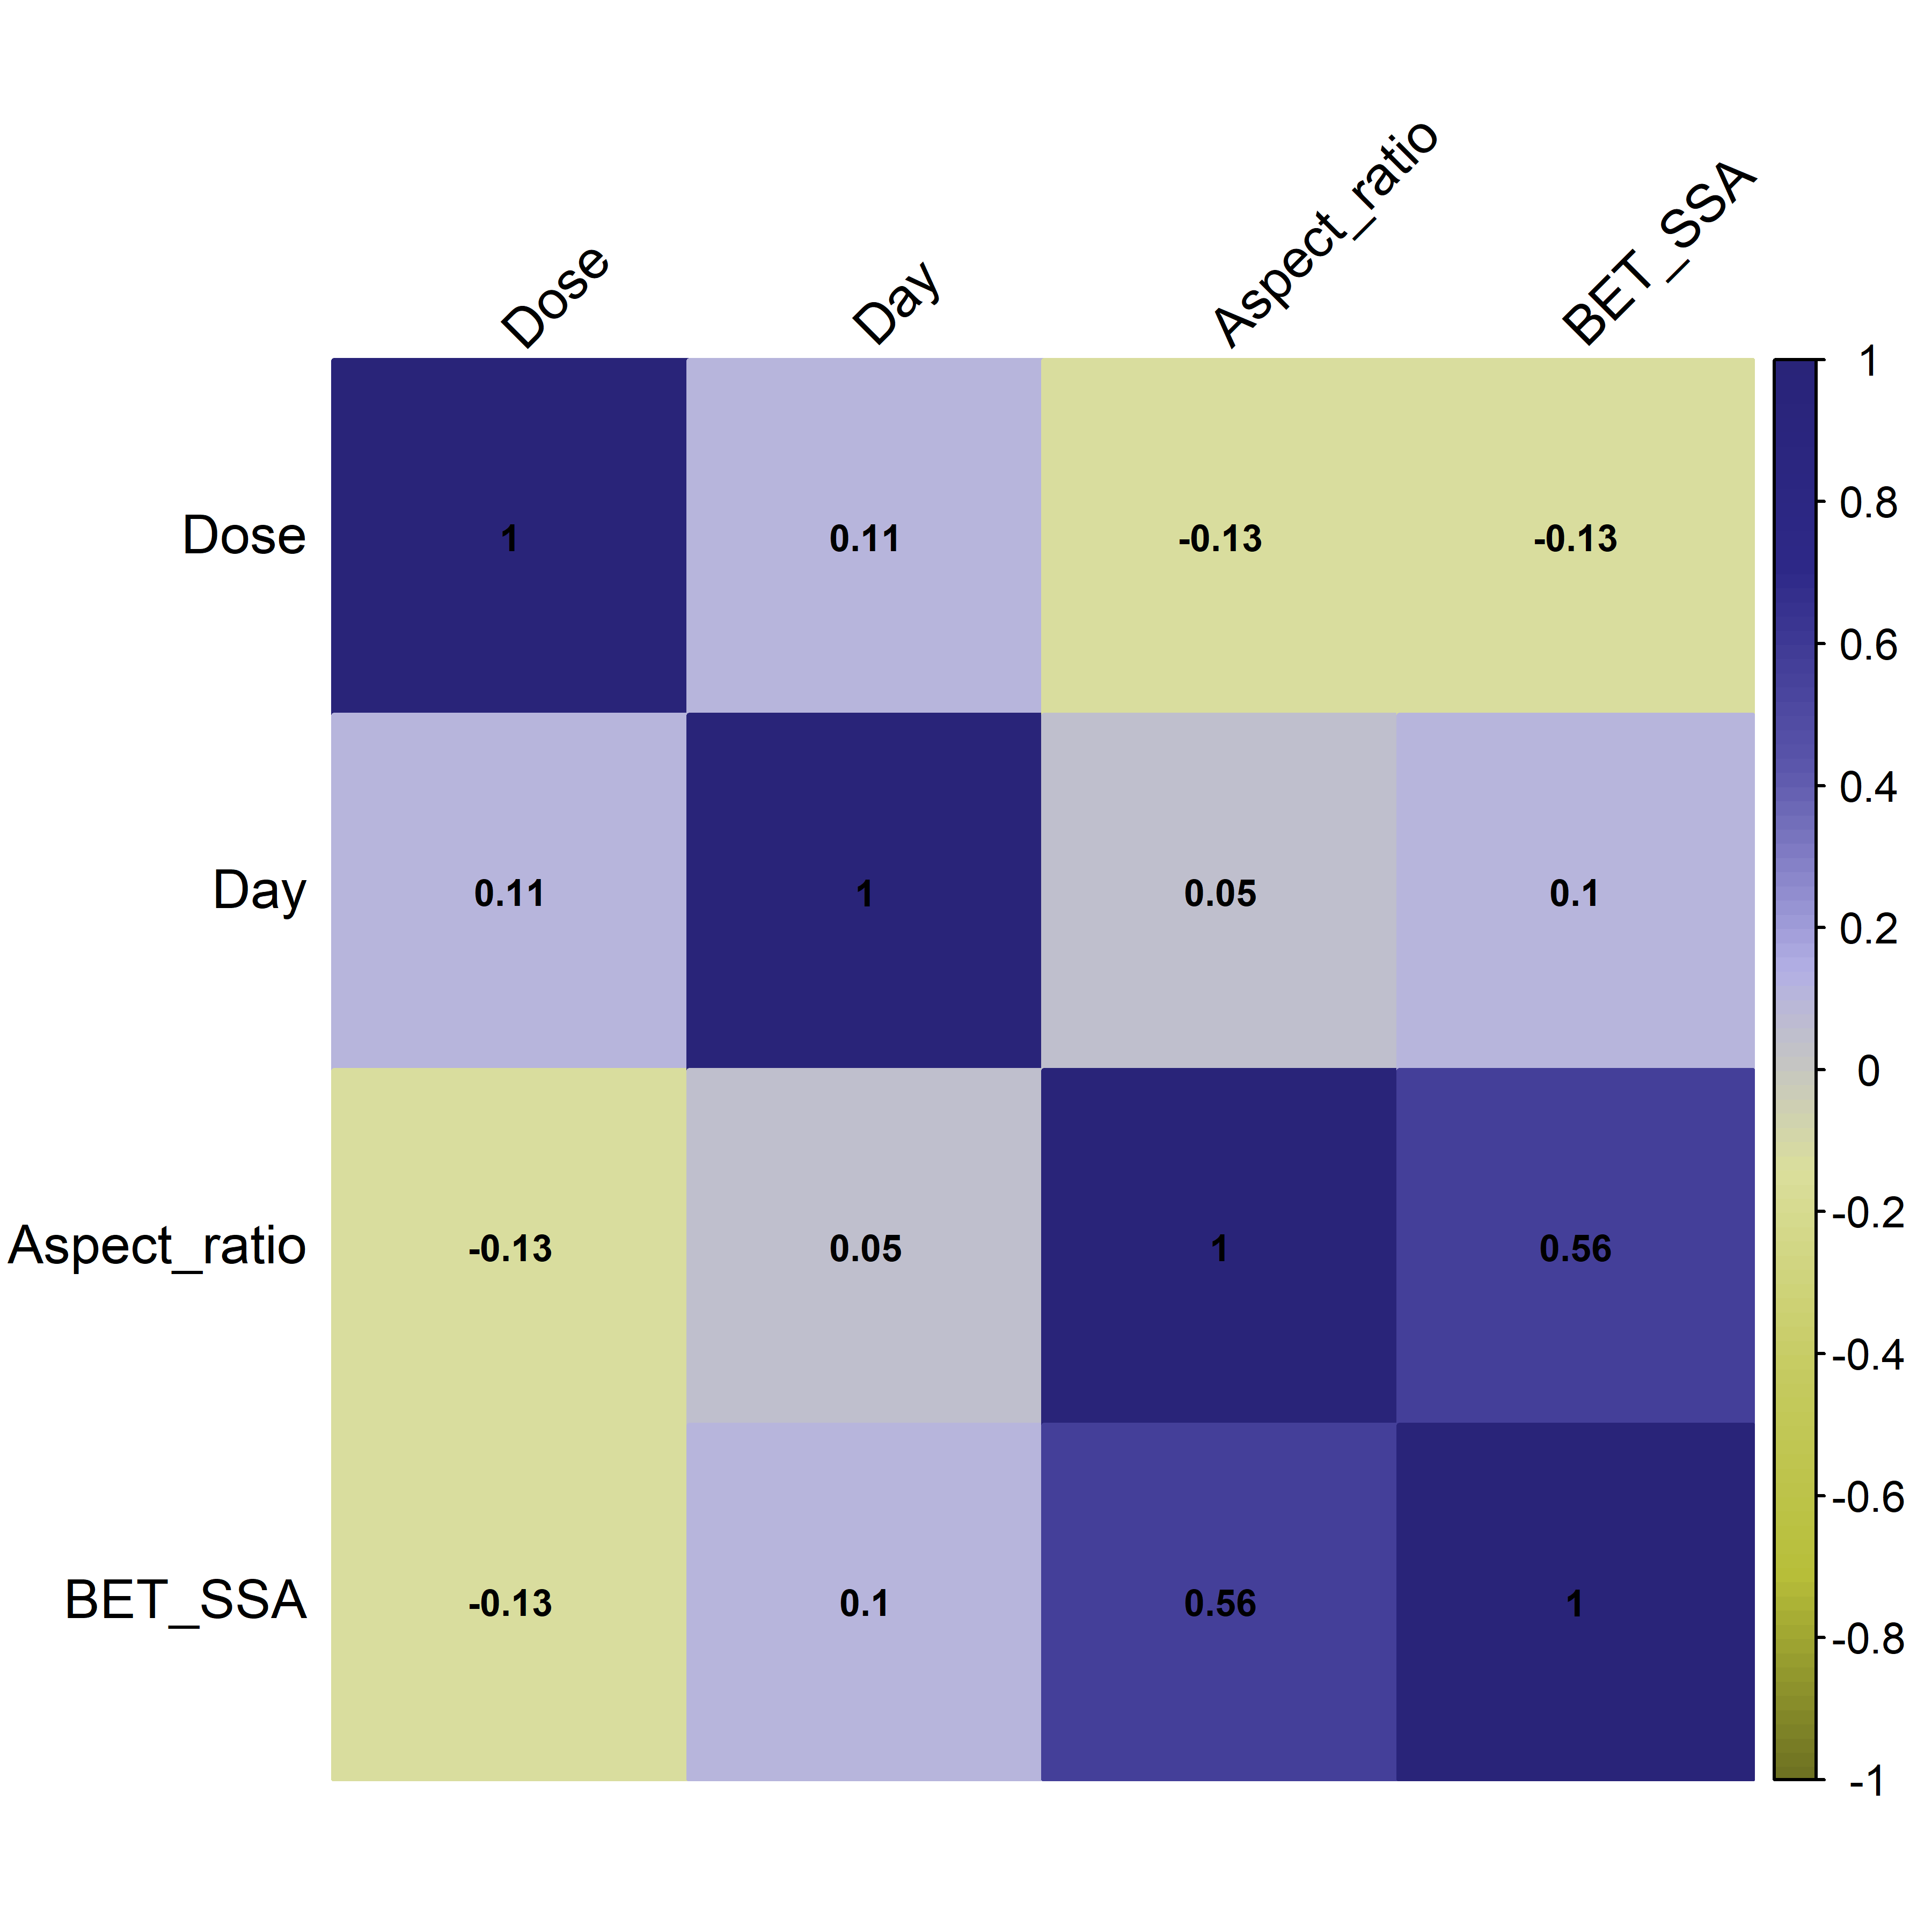 Dose
Day
Aspect_ratio
BET_SSA
Dose 1 0.11 -0.13 -0.13
Day 0.11 1 0.05 0.1
Aspect_ratio -0.13 0.05 1 0.56
BET_SSA -0.13 0.1 0.56 1
1
0.8
0.6
0.4
0.2
0
-0.2
-0.4
-0.6
-0.8
-1